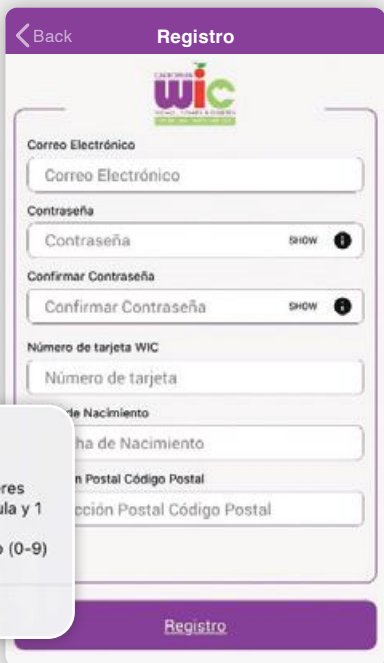 Back Registro
CALIFORNIA
wic
Correo Electrónico
Correo Electrónico
Contraseña
Contraseña SHOW
Confirmar Contraseña
Confirmar Contraseña SHOW
Número de tarjeta WIC
Número de tarjeta
de Nacimiento
ha de Nacimiento
n Postal Código Postal
cción Postal Código Postal
res
ula y 1
o (0-9)
Registro